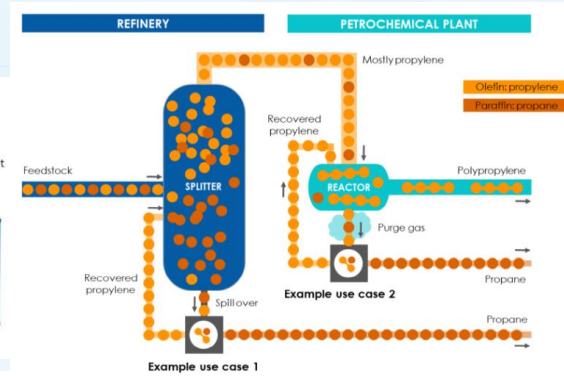 REFINERY
PETROCHEMICAL PLANT
Mostly propylene
Olefin: propylene
Paraffin: propane
Recovered
propylene
Feedstock
SPLITTER
REACTOR
Polypropylene
Purge gas
Propane
Example use case 2
Recovered
propylene
Spill over
Propane
Example use case 1